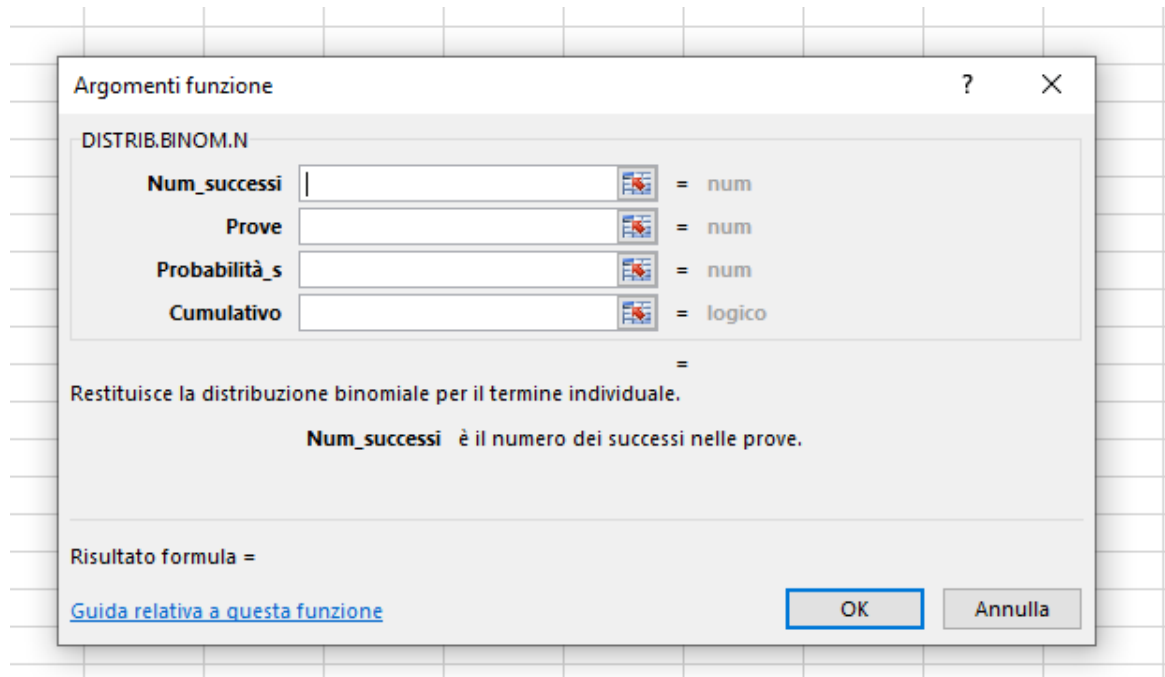 Argomenti funzione ? ×
DISTRIB.BINOM.N
Num_successi = num
Prove = num
Probabilità_s = num
Cumulativo = logico
=
Restituisce la distribuzione binomiale per il termine individuale.
Num_successi è il numero dei successi nelle prove.
Risultato formula =
Guida relativa a questa funzione OK Annulla